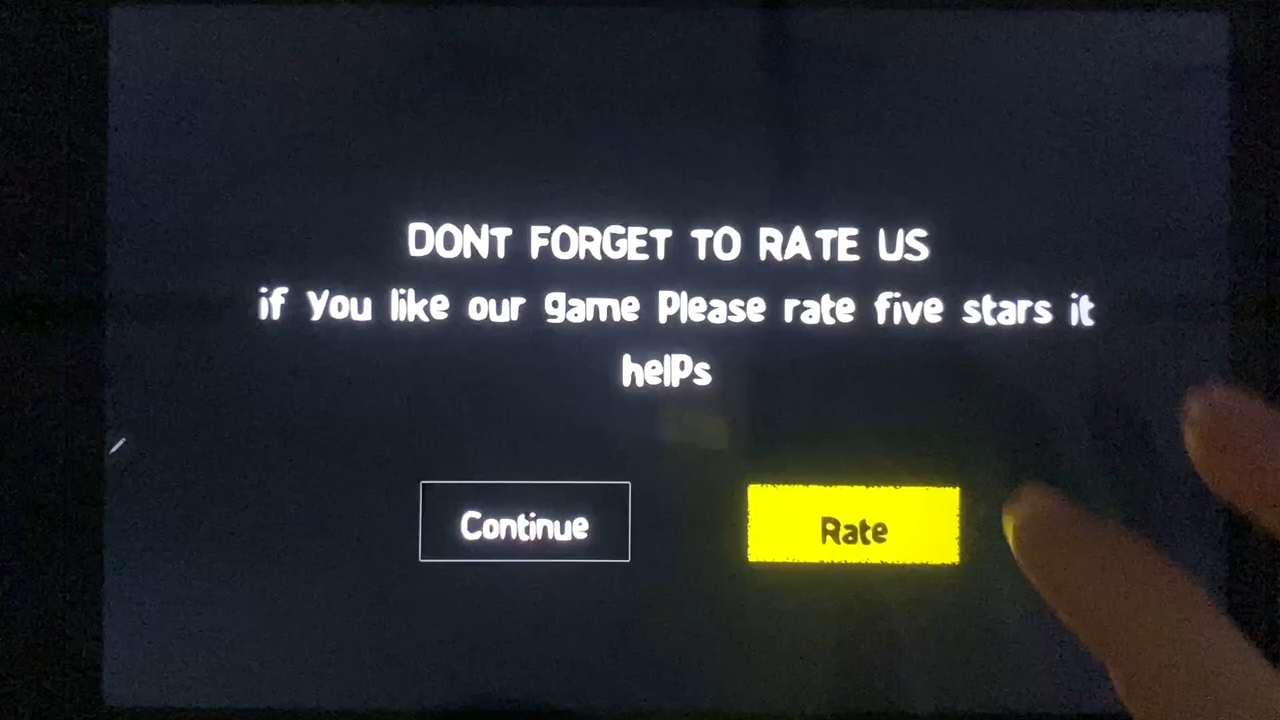 DONT FORGET TO RATE US
if you like our game Please rate five stars it
helPs
Continue
Rate